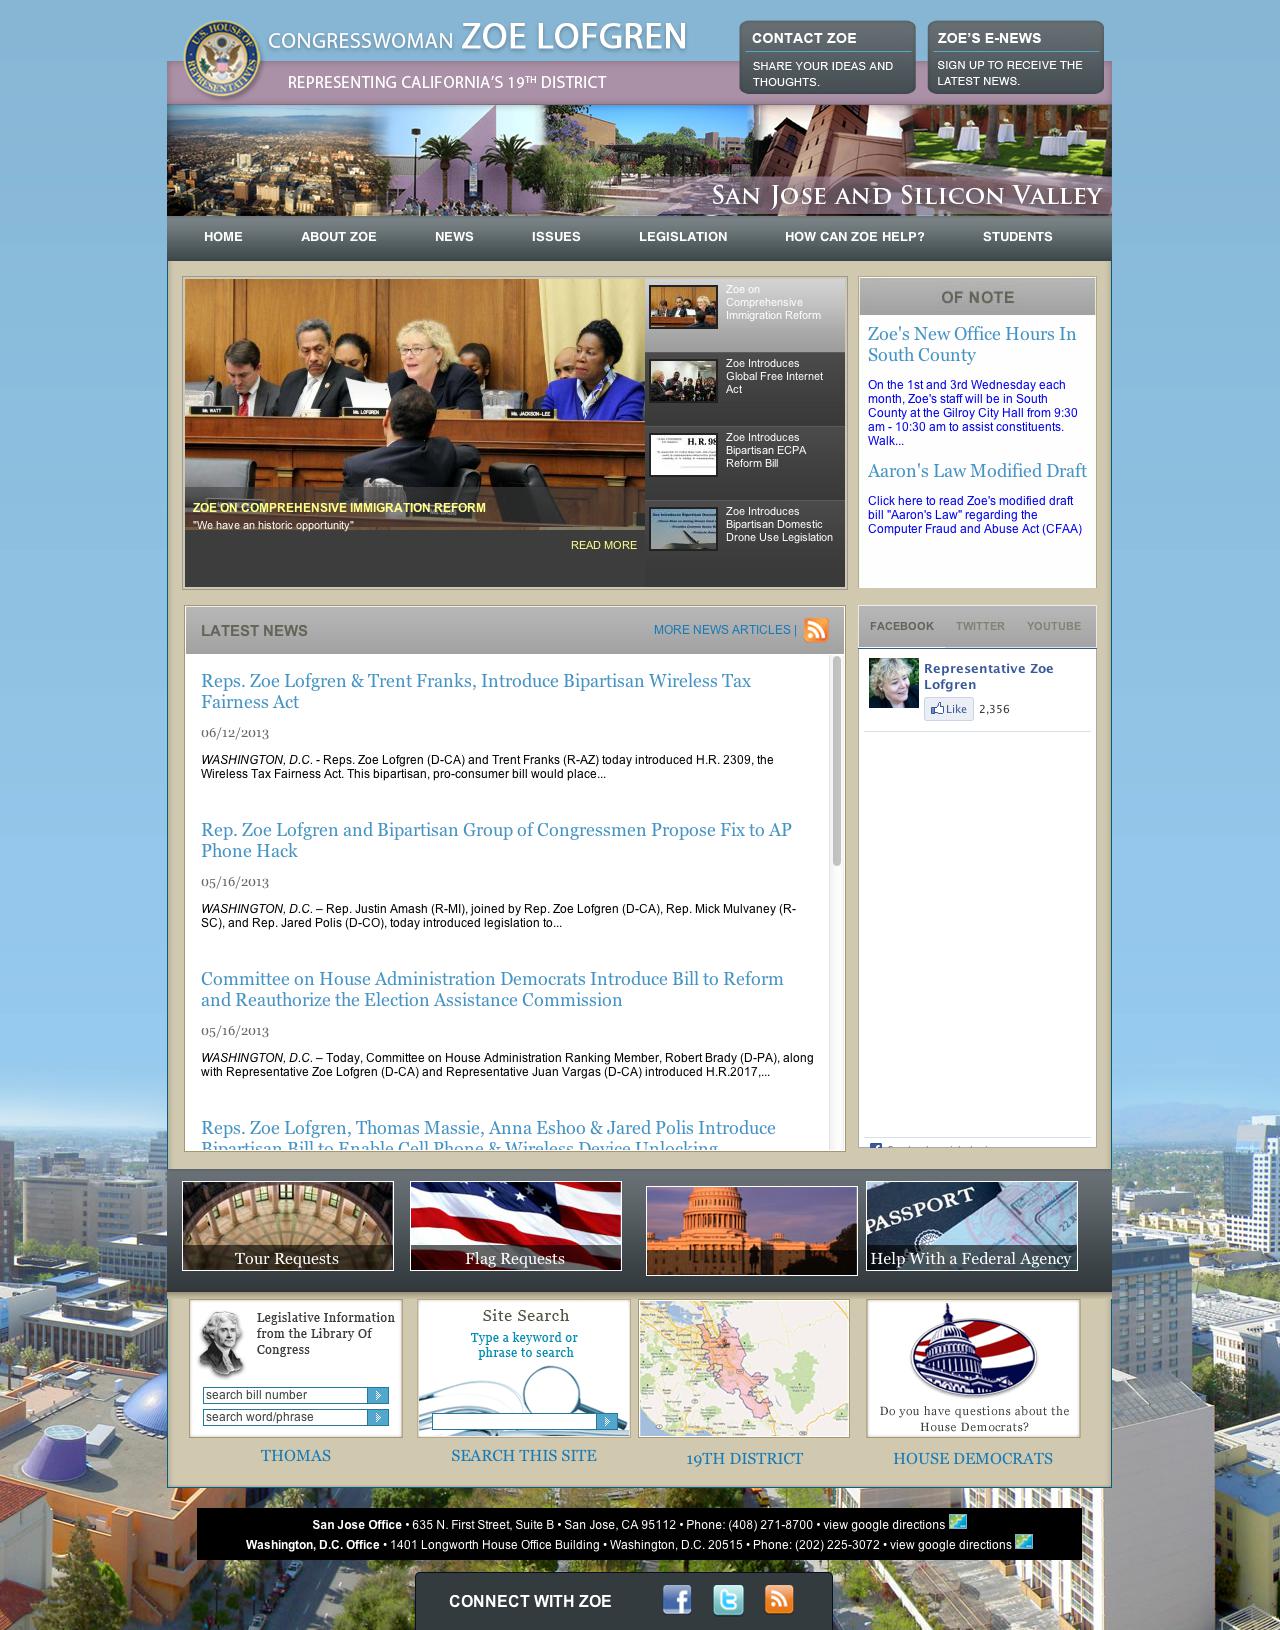 CONGRESSWOMAN ZOE LOFGREN
REPRESENTING CALIFORNIA'S 19TH DISTRICT
U.S. HOUSE OF REPRESENTATIVES
CONTACT ZOE
SHARE YOUR IDEAS AND
THOUGHTS.
ZOE'S E-NEWS
SIGN UP TO RECEIVE THE
LATEST NEWS.
SAN JOSE AND SILICON VALLEY
HOME ABOUT ZOE NEWS ISSUES LEGISLATION HOW CAN ZOE HELP? STUDENTS
Mr. WATT
Ms. LOFGREN
Ms. JACKSON-LEE
ZOE ON COMPREHENSIVE IMMIGRATION REFORM
"We have an historic opportunity"
READ MORE
Zoe on
Comprehensive
Immigration Reform
Zoe Introduces
Global Free Internet
Act
H. R. 98
Zoe Introduces
Bipartisan ECPA
Reform Bill
Zoe Introduces
Bipartisan Domestic
Drone Use Legislation
OF NOTE
Zoe's New Office Hours In
South County
On the 1st and 3rd Wednesday each
month, Zoe's staff will be in South
County at the Gilroy City Hall from 9:30
am - 10:30 am to assist constituents.
Walk...
Aaron's Law Modified Draft
Click here to read Zoe's modified draft
bill "Aaron's Law" regarding the
Computer Fraud and Abuse Act (CFAA)
LATEST NEWS
MORE NEWS ARTICLES |
Reps. Zoe Lofgren & Trent Franks, Introduce Bipartisan Wireless Tax
Fairness Act
06/12/2013
WASHINGTON, D.C. - Reps. Zoe Lofgren (D-CA) and Trent Franks (R-AZ) today introduced H.R. 2309, the
Wireless Tax Fairness Act. This bipartisan, pro-consumer bill would place...
Rep. Zoe Lofgren and Bipartisan Group of Congressmen Propose Fix to AP
Phone Hack
05/16/2013
WASHINGTON, D.C. – Rep. Justin Amash (R-MI), joined by Rep. Zoe Lofgren (D-CA), Rep. Mick Mulvaney (R-
SC), and Rep. Jared Polis (D-CO), today introduced legislation to...
Committee on House Administration Democrats Introduce Bill to Reform
and Reauthorize the Election Assistance Commission
05/16/2013
WASHINGTON, D.C. – Today, Committee on House Administration Ranking Member, Robert Brady (D-PA), along
with Representative Zoe Lofgren (D-CA) and Representative Juan Vargas (D-CA) introduced H.R.2017,...
Reps. Zoe Lofgren, Thomas Massie, Anna Eshoo & Jared Polis Introduce
Bipartisan Bill to Enable Cell Phone & Wireless Device Unlocking
FACEBOOK TWITTER YOUTUBE
Representative Zoe
Lofgren
Like 2,356
Tour Requests
Flag Requests
PASSPORT
Help With a Federal Agency
Legislative Information
from the Library Of
Congress
search bill number
search word/phrase
THOMAS
Site Search
Type a keyword or
phrase to search
SEARCH THIS SITE
19TH DISTRICT
Do you have questions about the
House Democrats?
HOUSE DEMOCRATS
San Jose Office • 635 N. First Street, Suite B • San Jose, CA 95112 • Phone: (408) 271-8700 • view google directions
Washington, D.C. Office • 1401 Longworth House Office Building • Washington, D.C. 20515 • Phone: (202) 225-3072 • view google directions
CONNECT WITH ZOE